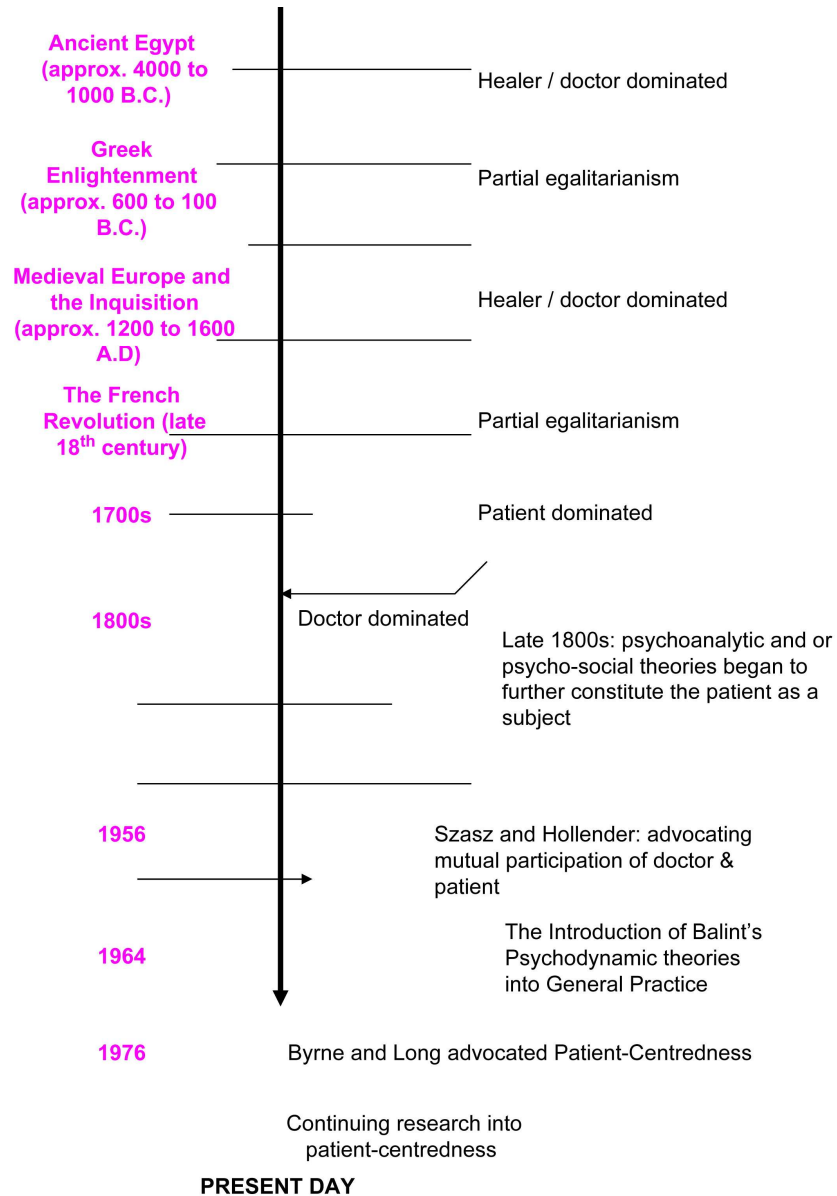 Ancient Egypt
(approx. 4000 to
1000 B.C.)
Healer / doctor dominated
Greek
Enlightenment
(approx. 600 to 100
B.C.)
Partial egalitarianism
Medieval Europe and
the Inquisition
(approx. 1200 to 1600
A.D)
Healer / doctor dominated
The French
Revolution (late
18th century)
Partial egalitarianism
1700s
Patient dominated
1800s
Doctor dominated
Late 1800s: psychoanalytic and or
psycho-social theories began to
further constitute the patient as a
subject
1956
Szasz and Hollender: advocating
mutual participation of doctor &
patient
1964
The Introduction of Balint’s
Psychodynamic theories
into General Practice
1976
Byrne and Long advocated Patient-Centredness
Continuing research into
patient-centredness
PRESENT DAY